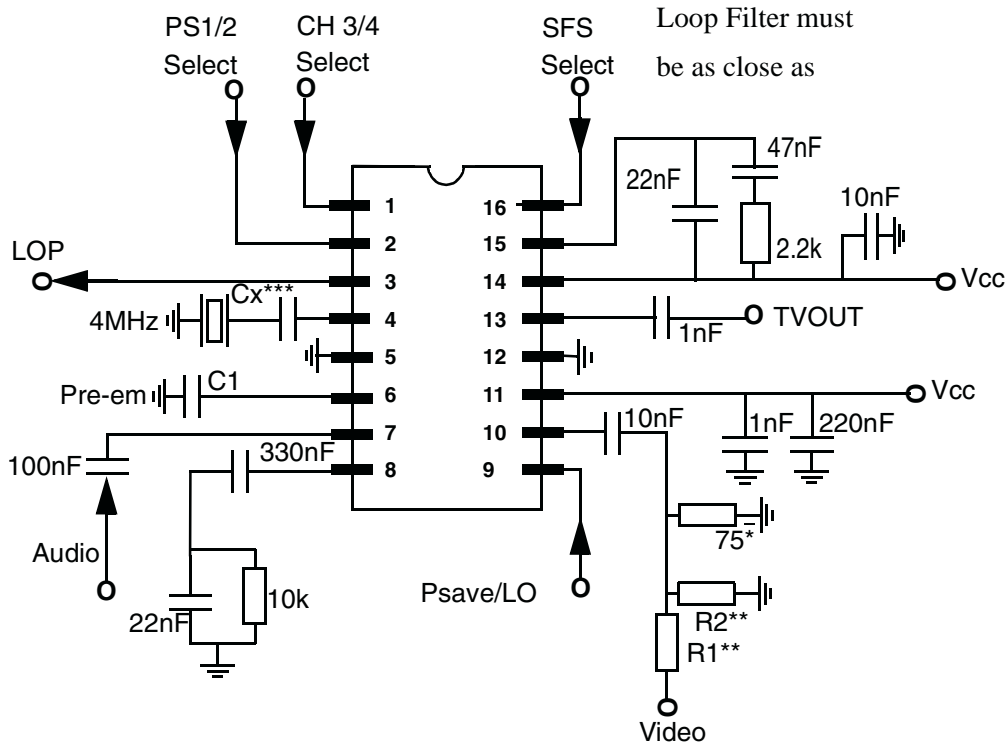 PS1/2
Select
CH 3/4
Select
SFS
Select
Loop Filter must
be as close as
47nF
22nF
10nF
2.2k
LOP
1
2
3
4
5
6
7
8
16
15
14
13
12
11
10
9
Vcc
Cx***
4MHz
1nF
TVOUT
Pre-em
C1
Vcc
10nF
1nF
220nF
100nF
330nF
75*
Audio
22nF
10k
Psave/LO
R2**
R1**
Video